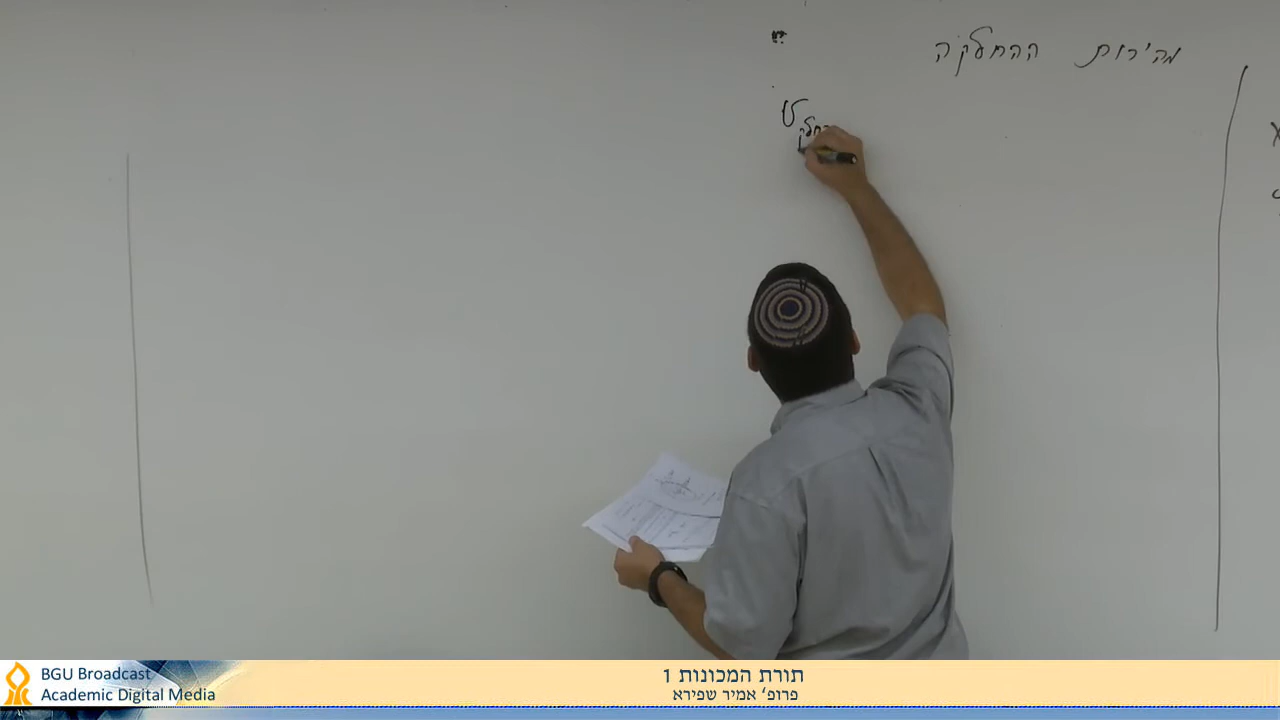 מהירות ההחלקה
BGU Broadcast
Academic Digital Media
תורת המכונות 1
פרופ' אמיר שפירא